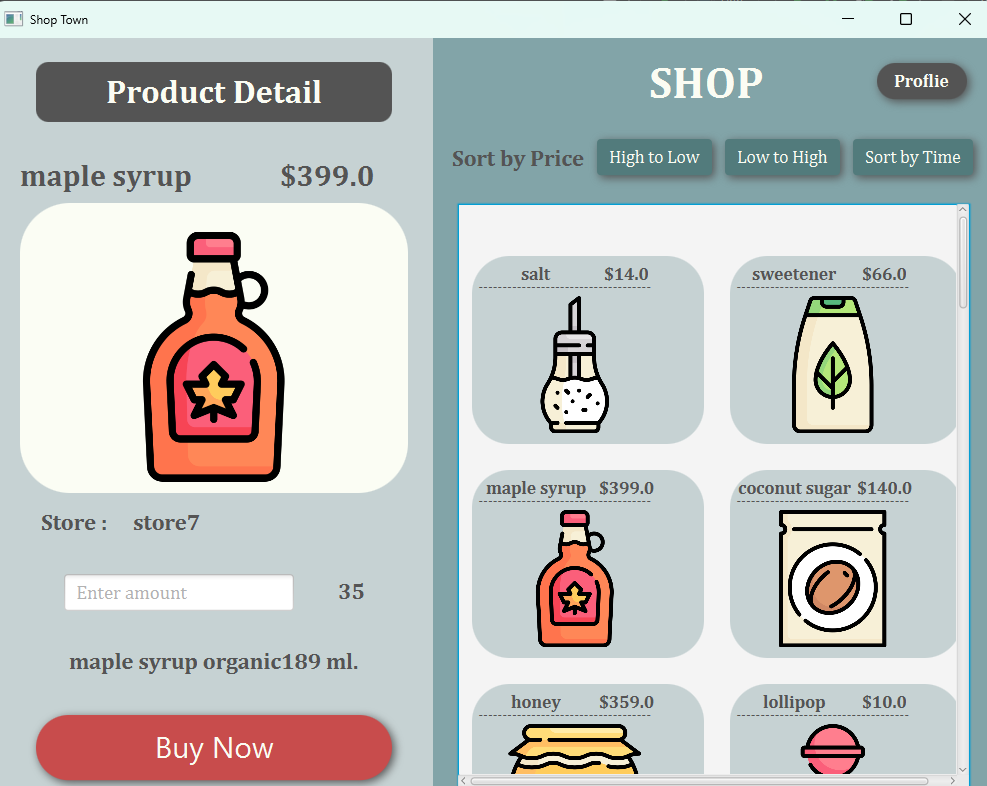 Shop Town
Product Detail
maple syrup $399.0
Store : store7
Enter amount 35
maple syrup organic189 ml.
Buy Now
SHOP
Proflie
Sort by Price High to Low Low to High Sort by Time
salt $14.0
sweetener $66.0
maple syrup $399.0
coconut sugar $140.0
honey $359.0
lollipop $10.0